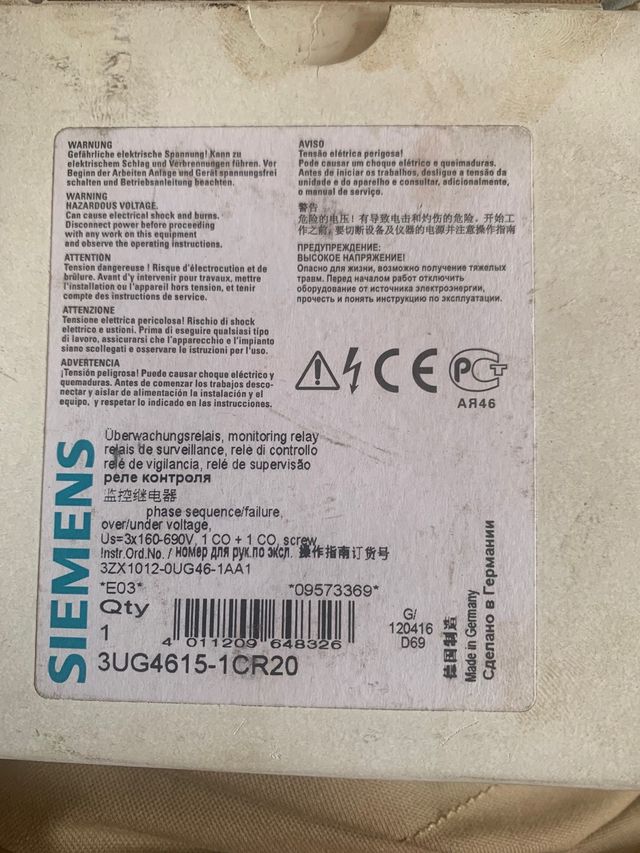 WARNUNG
Gefährliche elektrische Spannung! Kann zu
elektrischem Schlag und Verbrennungen führen. Vor
Beginn der Arbeiten Anlage und Gerät spannungsfrei
schalten und Betriebsanleitung beachten.
WARNING
HAZARDOUS VOLTAGE.
Can cause electrical shock and burns.
Disconnect power before proceeding
with any work on this equipment
and observe the operating instructions.
ATTENTION
Tension dangereuse ! Risque d'électrocution et de
brûlure. Avant d'y intervenir pour travaux, mettre
l'installation ou l'appareil hors tension, et tenir
compte des instructions de service.
ATTENZIONE
Tensione elettrica pericolosa! Rischio di shock
elettrico e ustioni. Prima di eseguire qualsiasi tipo
di lavoro, assicurarsi che l'apparecchio e l'impianto
siano scollegati e osservare le istruzioni per l'uso.
ADVERTENCIA
¡Tensión peligrosa! Puede causar choque eléctrico y
quemaduras. Antes de comenzar los trabajos desco-
nectar y aislar de alimentación la instalación y el
equipo, y respetar lo indicado en las instrucciones.
AVISO
Tensão elétrica perigosa!
Pode causar um choque elétrico e queimaduras.
Antes de iniciar os trabalhos, desligue a tensão da
unidade e do aparelho e consultar, adicionalmente,
o manual de serviço.
警告
危险的电压! 有导致电击和灼伤的危险。开始工
作之前, 要切断设备及仪器的电源并注意操作指南
ПРЕДУПРЕЖДЕНИЕ:
ВЫСОКОЕ НАПРЯЖЕНИЕ!
Опасно для жизни, возможно получение тяжелых
травм. Перед началом работ отключить
оборудование от источника электроэнергии,
прочесть и понять инструкцию по эксплуатации.
CE
РСТ
АЯ46
SIEMENS
Überwachungsrelais, monitoring relay
relais de surveillance, relè di controllo
relé de vigilancia, relé de supervisão
реле контроля
监控继电器
phase sequence/failure,
over/under voltage,
Us=3x160-690V, 1 CO + 1 CO, screw
Instr.Ord.No. / номер для рук.по эксл. 操作指南订货号
3ZX1012-0UG46-1AA1
*E03* *09573369*
Qty
1
4 011209 648326
G/
120416
D69
3UG4615-1CR20
德国制造
Made in Germany
Сделано в Германии